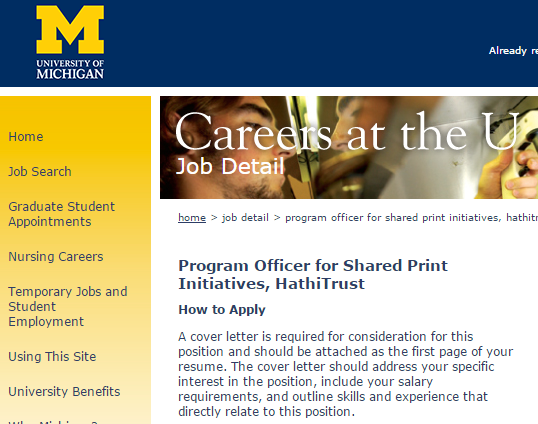 UNIVERSITY OF
MICHIGAN
Already
Home
Job Search
Graduate Student
Appointments
Nursing Careers
Temporary Jobs and
Student
Employment
Using This Site
University Benefits
Careers at the U
Job Detail
home > job detail > program officer for shared print initiatives,
Program Officer for Shared Print
Initiatives, HathiTrust
How to Apply
A cover letter is required for consideration for this
position and should be attached as the first page of your
resume. The cover letter should address your specific
interest in the position, include your salary
requirements, and outline skills and experience that
directly relate to this position.